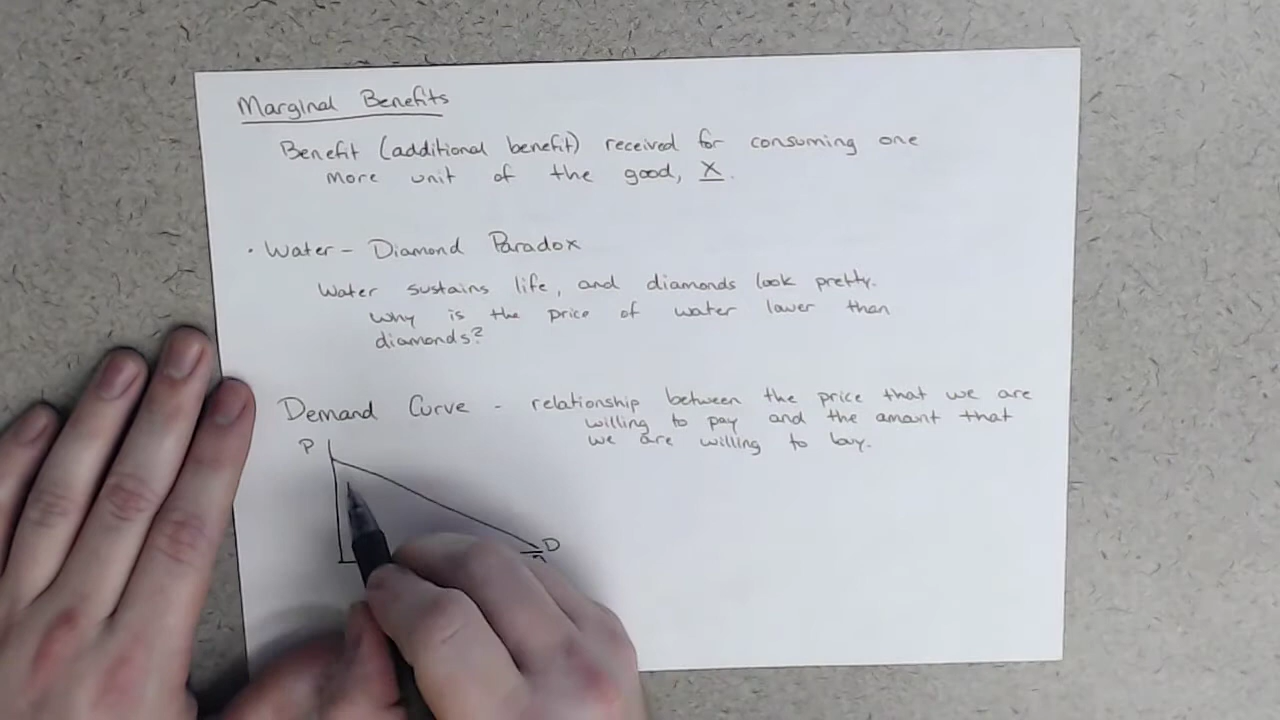 Marginal Benefits
Benefit (additional benefit) received for consuming one
more unit of the good, X.
• Water - Diamond Paradox
Water sustains life, and diamonds look pretty.
Why is the price of water lower than
diamonds?
Demand Curve - relationship between the price that we are
willing to pay and the amount that
we are willing to buy.
P
D